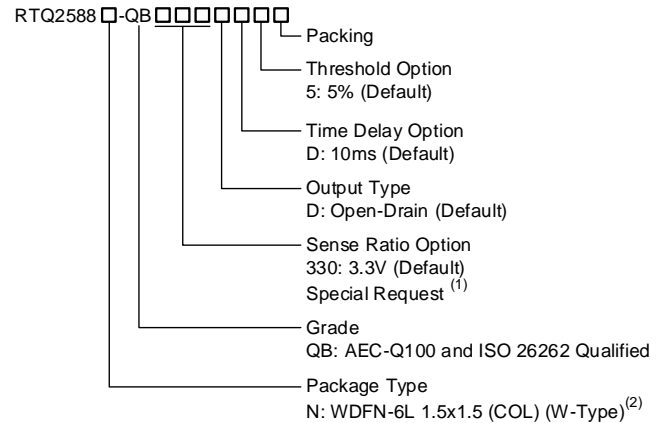 RTQ2588□-QB□□□□□□□
Packing
Threshold Option
5: 5% (Default)
Time Delay Option
D: 10ms (Default)
Output Type
D: Open-Drain (Default)
Sense Ratio Option
330: 3.3V (Default)
Special Request (1)
Grade
QB: AEC-Q100 and ISO 26262 Qualified
Package Type
N: WDFN-6L 1.5x1.5 (COL) (W-Type)(2)